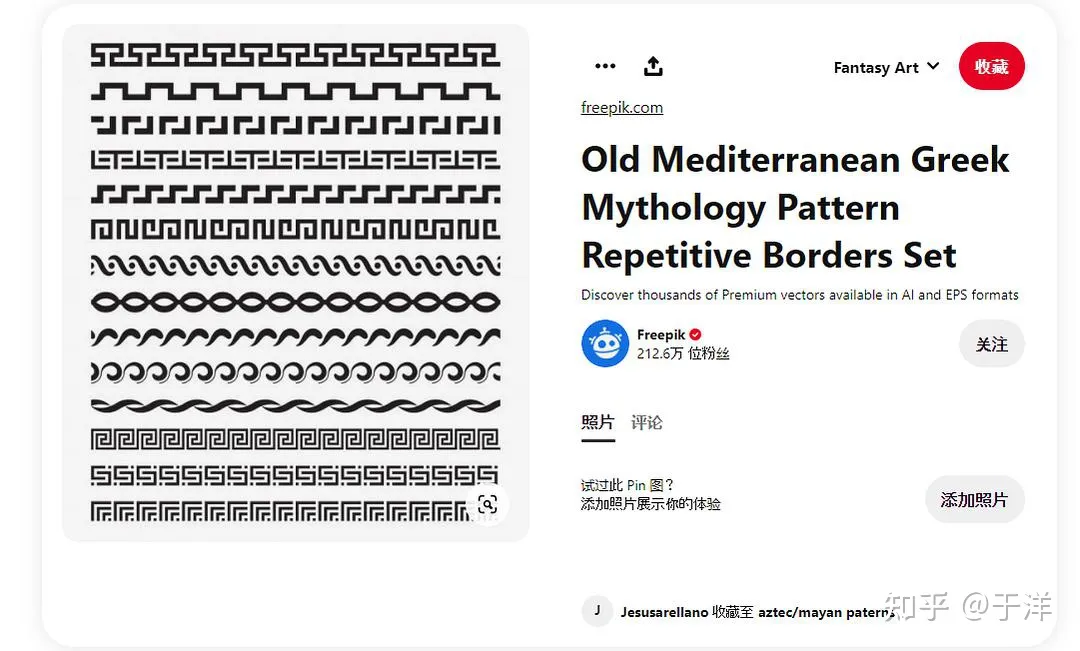 Fantasy Art
收藏
freepik.com
Old Mediterranean Greek
Mythology Pattern
Repetitive Borders Set
Discover thousands of Premium vectors available in AI and EPS formats
Freepik
212.6万 位粉丝
关注
照片 评论
试过此 Pin 图?
添加照片展示你的体验
添加照片
J
Jesusarellano 收藏至 aztec/mayan paterns
知乎 @于洋